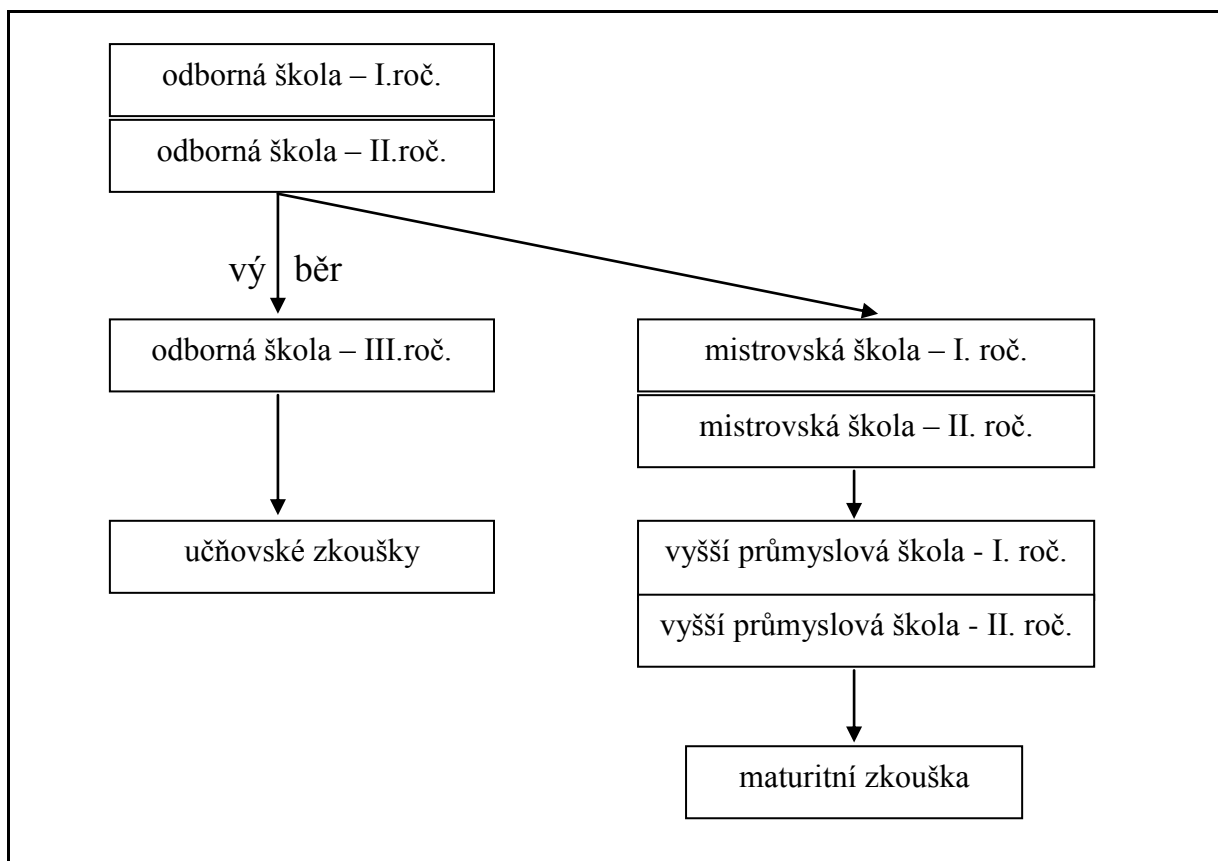 odborná škola – I.roč.
odborná škola – II.roč.
vý běr
odborná škola – III.roč.
učňovské zkoušky
mistrovská škola – I. roč.
mistrovská škola – II. roč.
vyšší průmyslová škola - I. roč.
vyšší průmyslová škola - II. roč.
maturitní zkouška